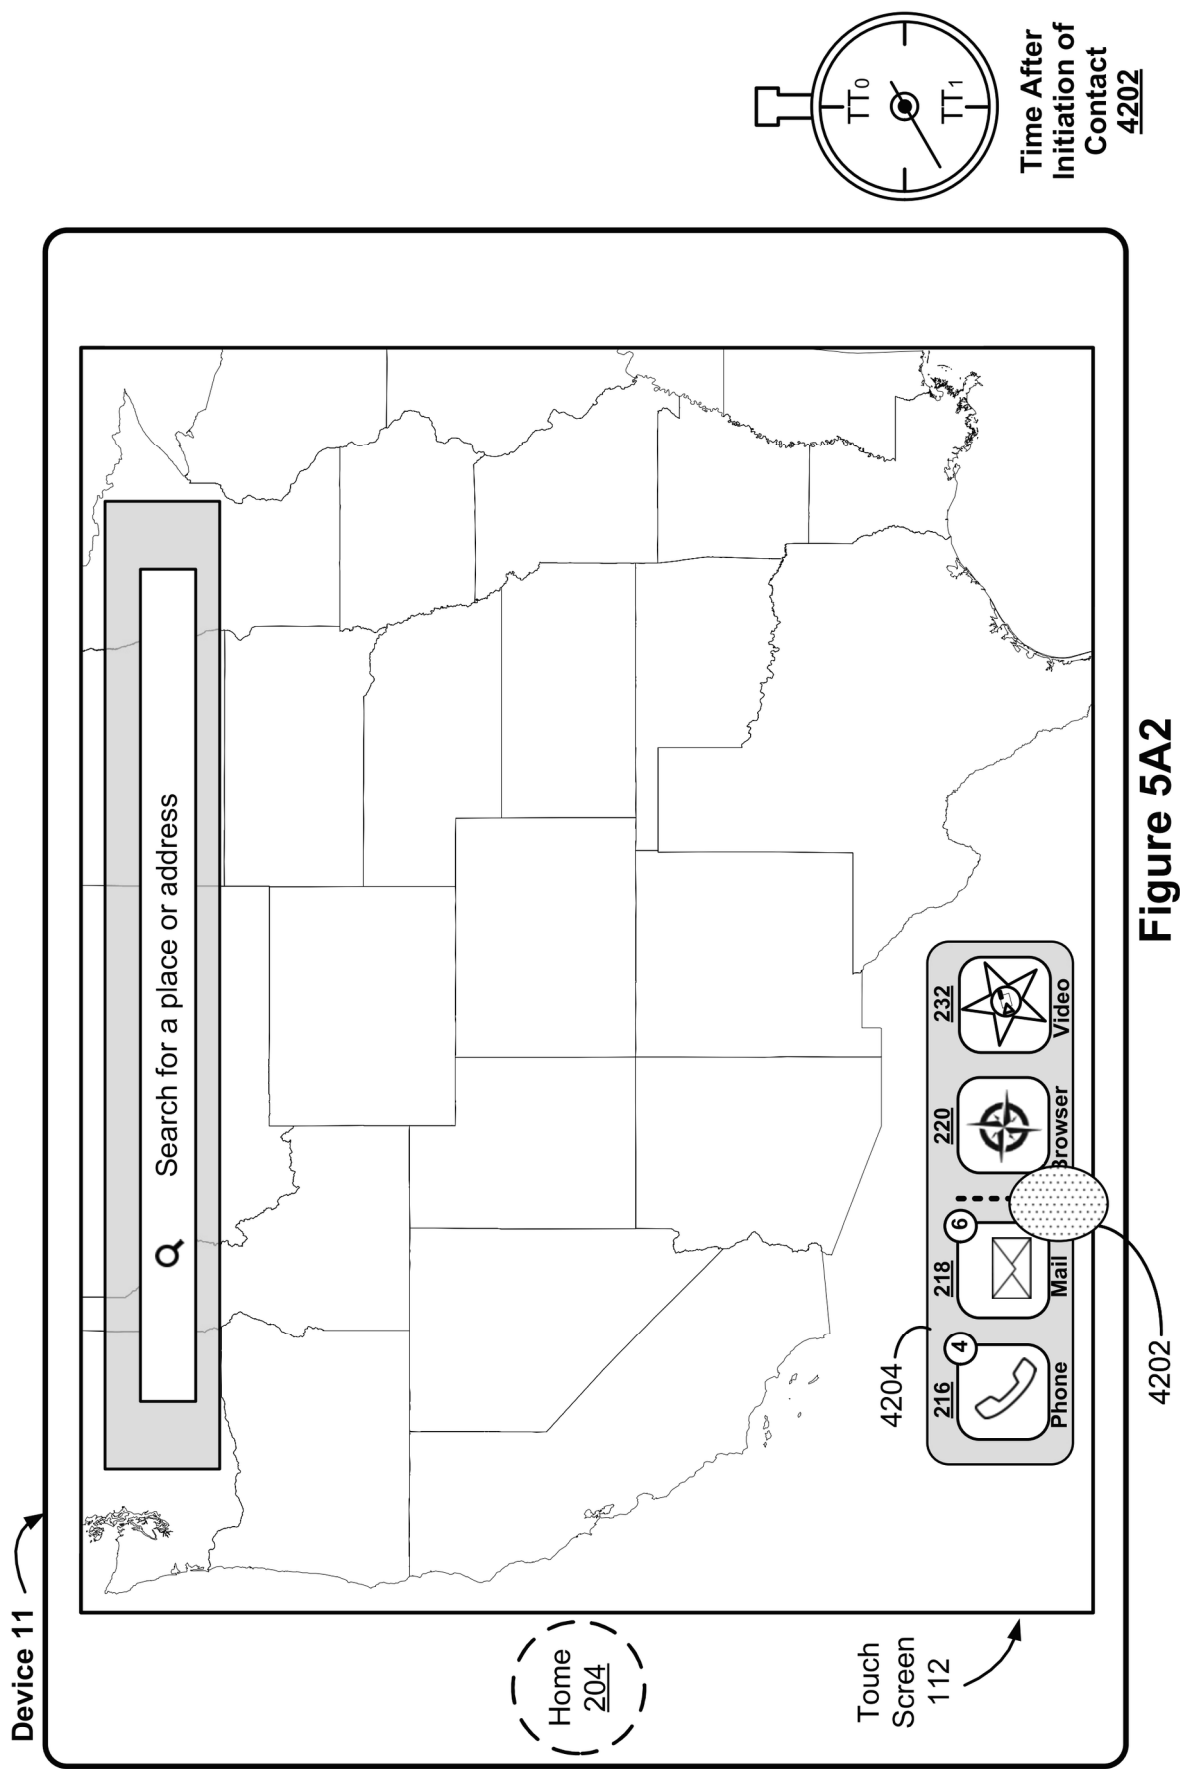 Device 11
Search for a place or address
TT0
TT1
Time After
Initiation of
Contact
4202
Home
204
Touch
Screen
112
4204
216
4
Phone
218
6
Mail
220
Browser
232
Video
4202
Figure 5A2